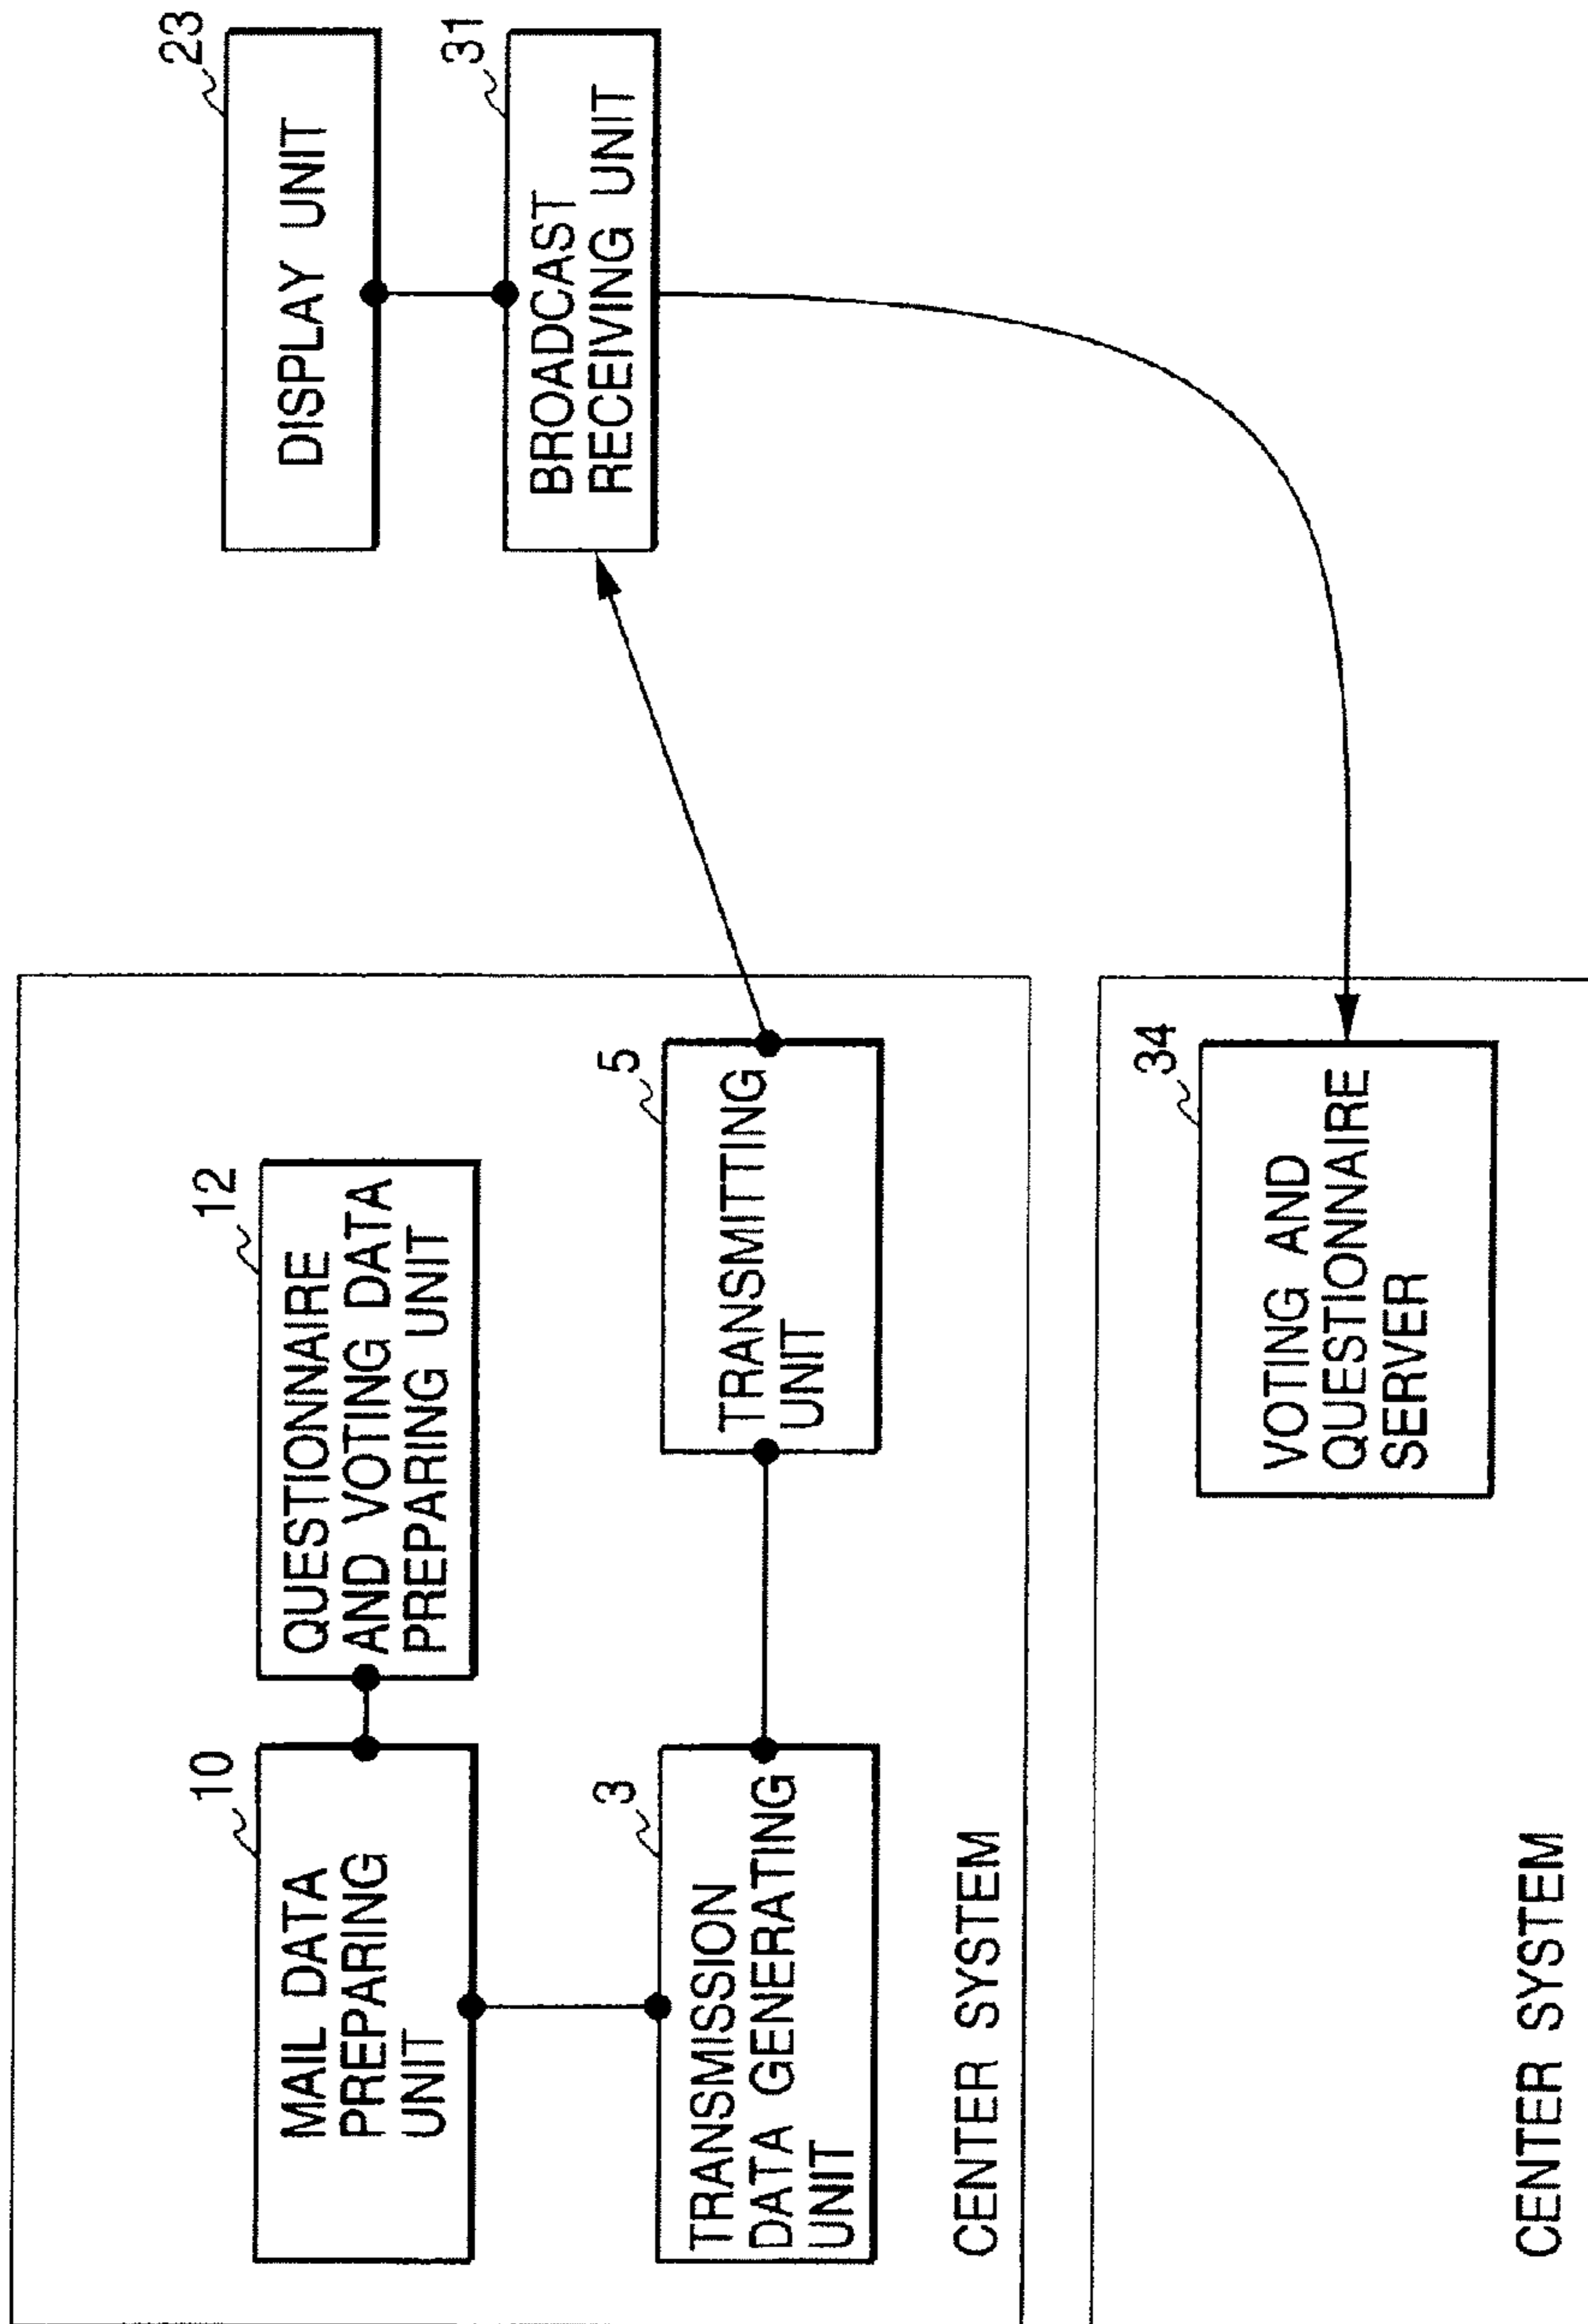 10
MAIL DATA
PREPARING
UNIT
12
QUESTIONNAIRE
AND VOTING DATA
PREPARING UNIT
3
TRANSMISSION
DATA GENERATING
UNIT
5
TRANSMITTING
UNIT
CENTER SYSTEM
23
DISPLAY UNIT
31
BROADCAST
RECEIVING UNIT
34
VOTING AND
QUESTIONNAIRE
SERVER
CENTER SYSTEM